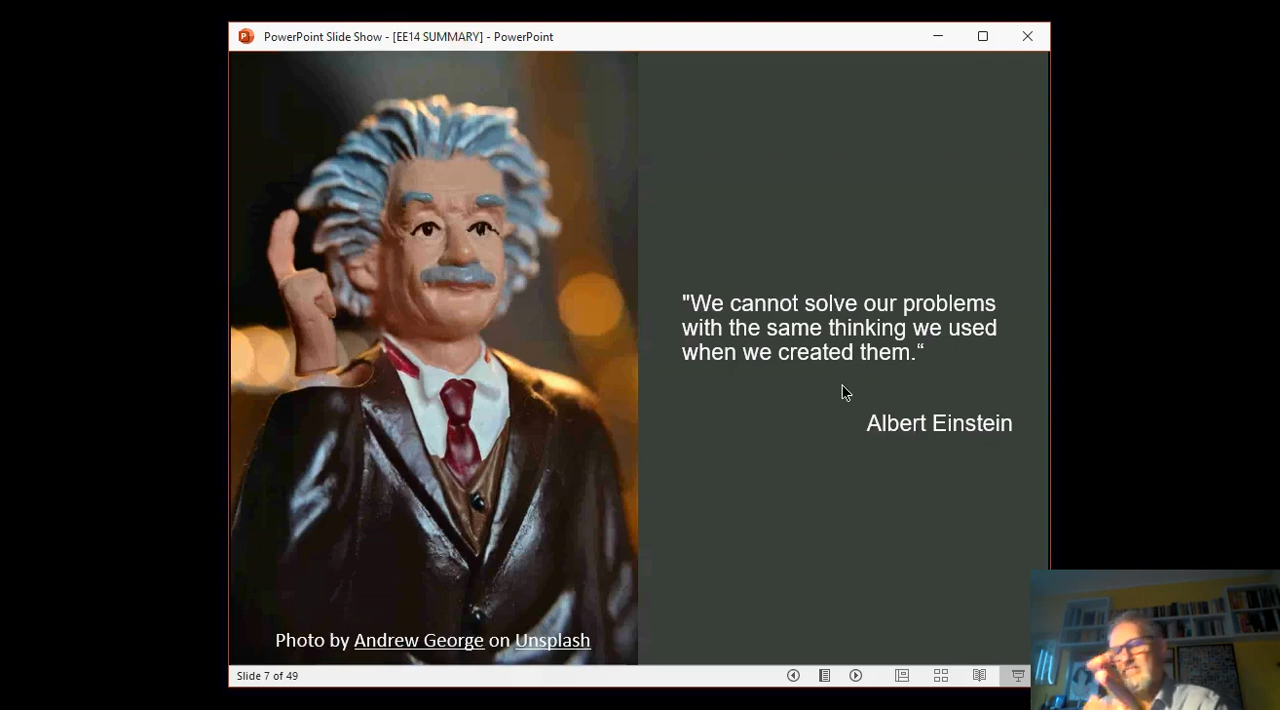 PowerPoint Slide Show - [EE14 SUMMARY] - PowerPoint
"We cannot solve our problems
with the same thinking we used
when we created them.“
Albert Einstein
Photo by Andrew George on Unsplash
Slide 7 of 49